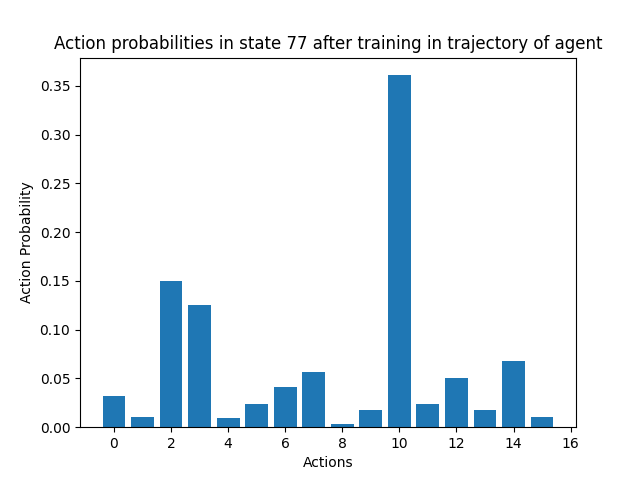 Action probabilities in state 77 after training in trajectory of agent
0.35
0.30
0.25
0.20
0.15
0.10
0.05
0.00
Action Probability
0 2 4 6 8 10 12 14 16
Actions